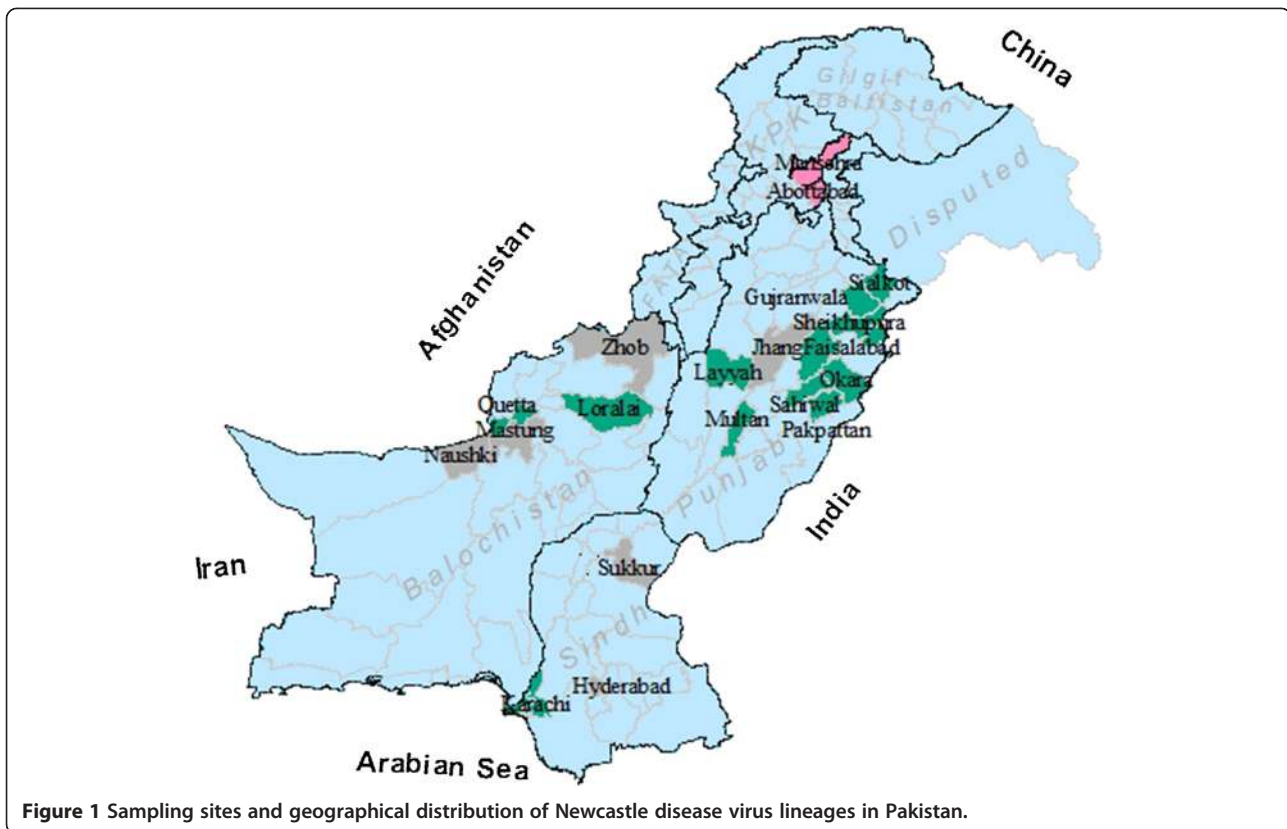 China
Gilgit
Baltistan
KPK
Mansehra
Abottabad
Disputed
Afghanistan
FATA
Sialkot
Gujranwala
Sheikhupura
Zhob
Jhang
Faisalabad
Layyah
Okara
Quetta
Loralai
Sahiwal
Multan
Mastung
Pakpattan
Naushki
Punjab
India
Balochistan
Iran
Sukkur
Sindh
Hyderabad
Karachi
Arabian Sea
Figure 1 Sampling sites and geographical distribution of Newcastle disease virus lineages in Pakistan.